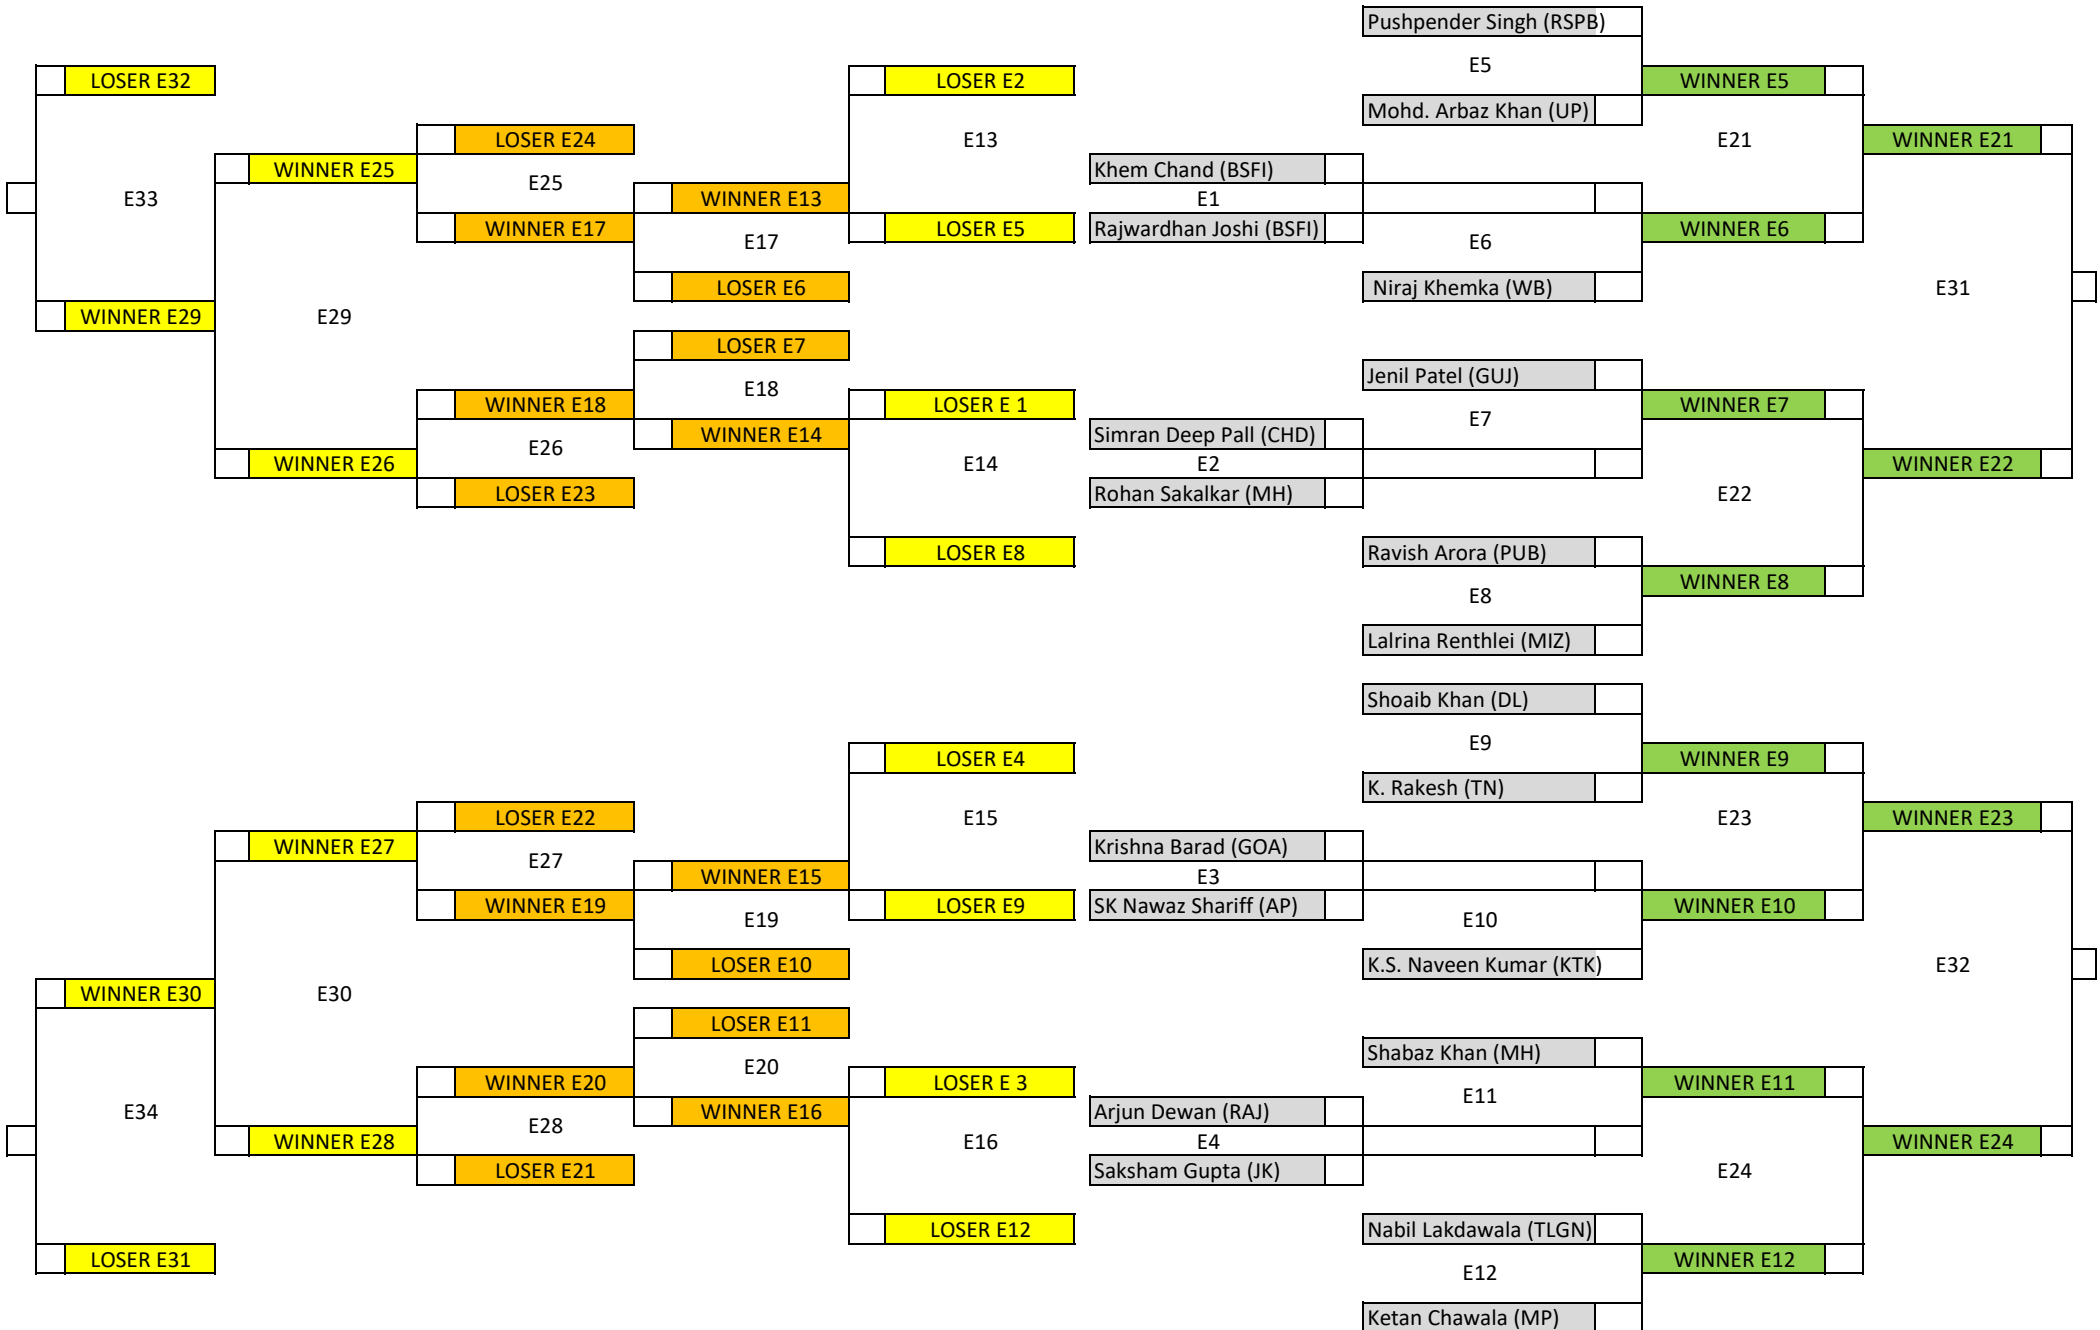 Pushpender Singh (RSPB)
E5
LOSER E32
LOSER E2
WINNER E5
Mohd. Arbaz Khan (UP)
LOSER E24
E13
E21
WINNER E21
WINNER E25
E25
Khem Chand (BSFI)
E33
WINNER E13
E1
LOSER E5
WINNER E17
Rajwardhan Joshi (BSFI)
WINNER E6
E17
E6
LOSER E6
Niraj Khemka (WB)
E31
WINNER E29
E29
LOSER E7
E18
Jenil Patel (GUJ)
WINNER E18
LOSER E 1
WINNER E7
E7
WINNER E14
Simran Deep Pall (CHD)
E26
WINNER E26
E14
E2
WINNER E22
LOSER E23
Rohan Sakalkar (MH)
E22
LOSER E8
Ravish Arora (PUB)
WINNER E8
E8
Lalrina Renthlei (MIZ)
Shoaib Khan (DL)
E9
LOSER E4
WINNER E9
K. Rakesh (TN)
LOSER E22
E15
E23
WINNER E23
WINNER E27
E27
Krishna Barad (GOA)
WINNER E15
E3
WINNER E19
LOSER E9
SK Nawaz Shariff (AP)
WINNER E10
E19
E10
LOSER E10
K.S. Naveen Kumar (KTK)
E32
WINNER E30
E30
LOSER E11
E20
Shabaz Khan (MH)
WINNER E20
LOSER E 3
WINNER E11
E11
E34
WINNER E16
Arjun Dewan (RAJ)
E28
WINNER E28
E16
E4
WINNER E24
LOSER E21
Saksham Gupta (JK)
E24
LOSER E12
Nabil Lakdawala (TLGN)
LOSER E31
WINNER E12
E12
Ketan Chawala (MP)